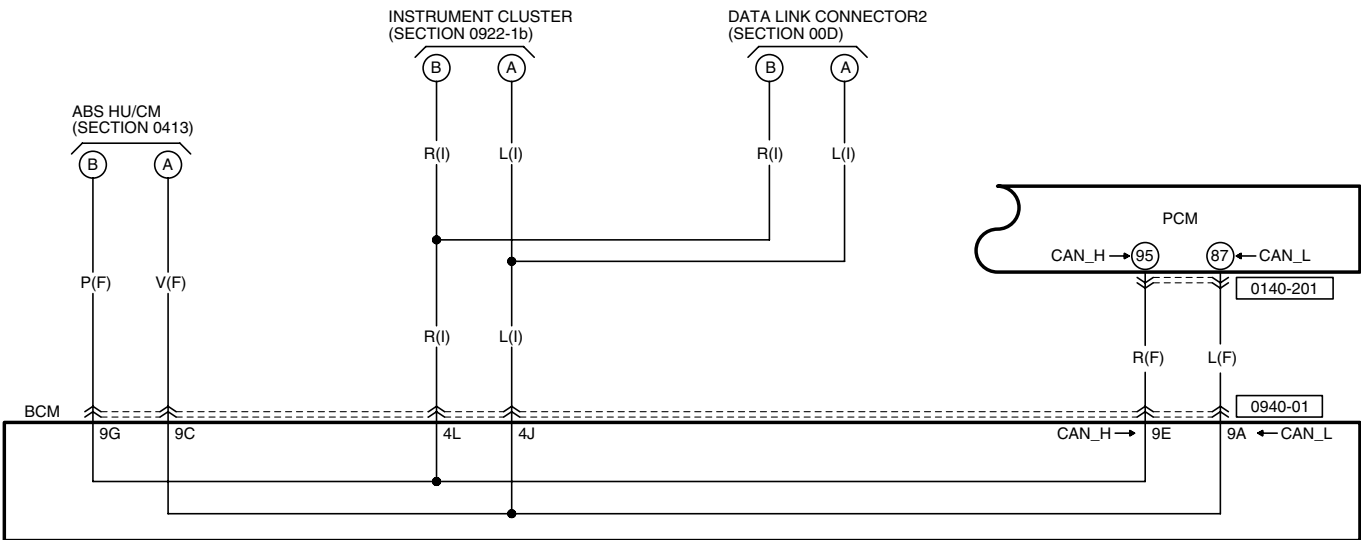 INSTRUMENT CLUSTER
(SECTION 0922-1b)
DATA LINK CONNECTOR2
(SECTION 00D)
B
A
B
A
ABS HU/CM
(SECTION 0413)
B
A
R(I)
L(I)
R(I)
L(I)
PCM
CAN_H
95
87
CAN_L
0140-201
P(F)
V(F)
R(I)
L(I)
R(F)
L(F)
BCM
0940-01
9G
9C
4L
4J
CAN_H
9E
9A
CAN_L